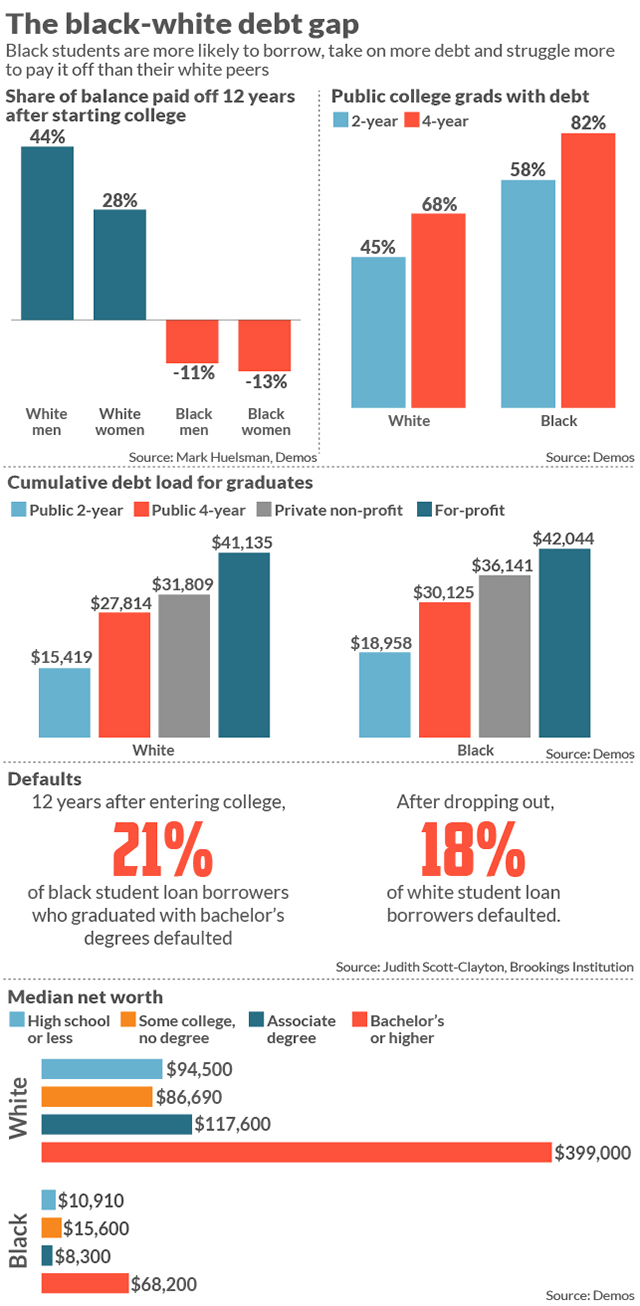 The black-white debt gap
Black students are more likely to borrow, take on more debt and struggle more
to pay it off than their white peers
Share of balance paid off 12 years
after starting college
44%
28%
-11%
-13%
White
men
White
women
Black
men
Black
women
Source: Mark Huelsman, Demos
Public college grads with debt
2-year 4-year
45%
68%
58%
82%
White
Black
Source: Demos
Cumulative debt load for graduates
Public 2-year Public 4-year Private non-profit For-profit
$15,419
$27,814
$31,809
$41,135
White
$18,958
$30,125
$36,141
$42,044
Black
Source: Demos
Defaults
12 years after entering college,
21%
of black student loan borrowers
who graduated with bachelor's
degrees defaulted
After dropping out,
18%
of white student loan
borrowers defaulted.
Source: Judith Scott-Clayton, Brookings Institution
Median net worth
High school
or less
Some college,
no degree
Associate
degree
Bachelor's
or higher
White
$94,500
$86,690
$117,600
$399,000
Black
$10,910
$15,600
$8,300
$68,200
Source: Demos